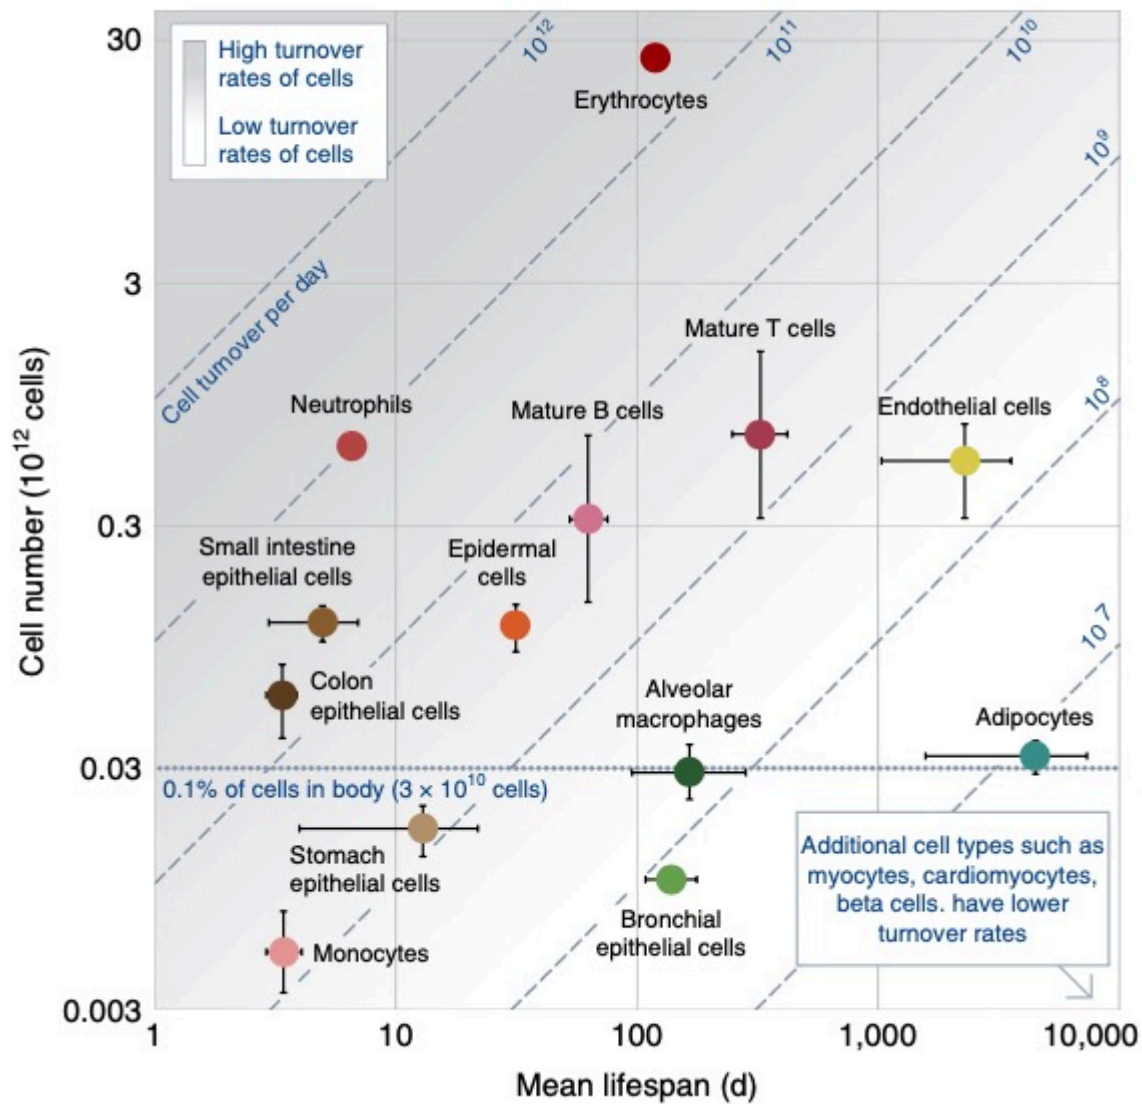 30
High turnover
rates of cells
Low turnover
rates of cells
10¹²
10¹¹
10¹⁰
10⁹
Erythrocytes
Cell turnover per day
3
Mature T cells
Neutrophils
Mature B cells
Endothelial cells
10⁸
Cell number (10¹² cells)
0.3
Small intestine
epithelial cells
Epidermal
cells
10⁷
Colon
epithelial cells
Alveolar
macrophages
Adipocytes
0.03
0.1% of cells in body (3 × 10¹⁰ cells)
Stomach
epithelial cells
Additional cell types such as
myocytes, cardiomyocytes,
beta cells. have lower
turnover rates
Bronchial
epithelial cells
Monocytes
0.003
1
10
100
1,000
10,000
Mean lifespan (d)